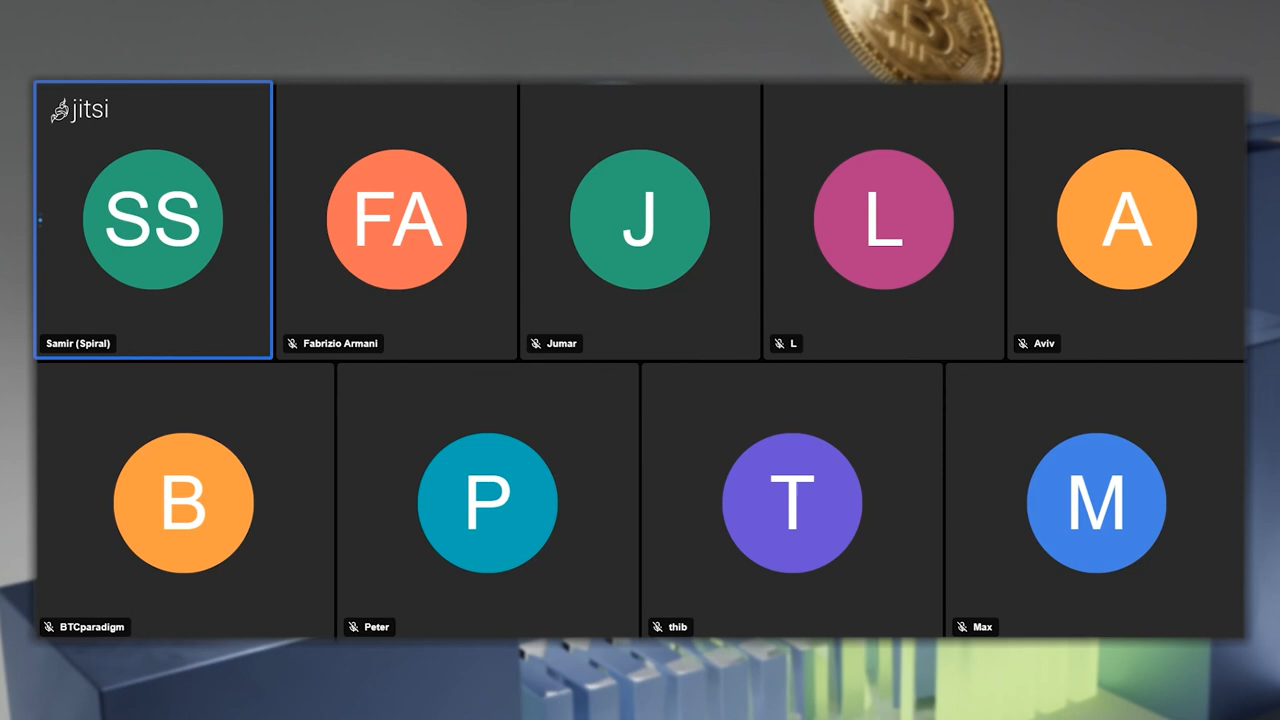 jitsi
SS
FA
J
L
A
Samir (Spiral)
Fabrizio Armani
Jumar
L
Aviv
B
P
T
M
BTCparadigm
Peter
thib
Max